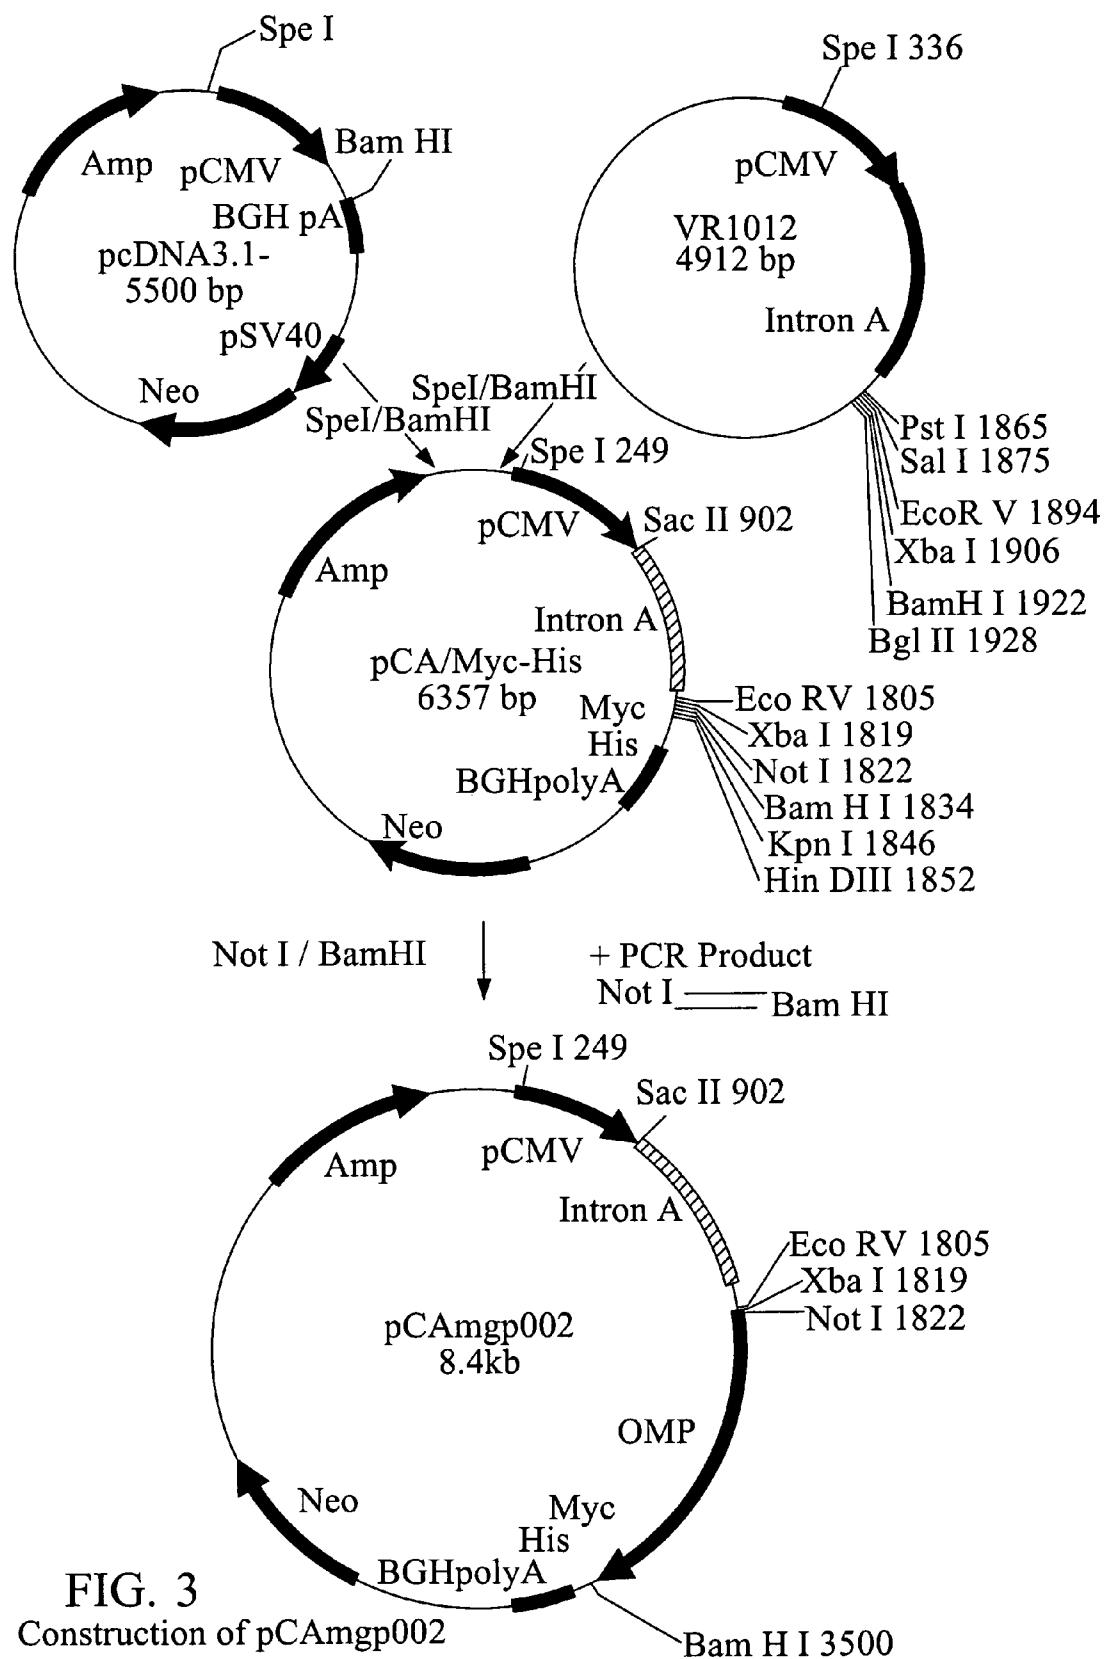 Spe I
Amp
pCMV
Bam HI
BGH pA
pcDNA3.1-
5500 bp
pSV40
Neo
SpeI/BamHI
Spe I 336
pCMV
VR1012
4912 bp
Intron A
Pst I 1865
Sal I 1875
EcoR V 1894
Xba I 1906
BamH I 1922
Bgl II 1928
SpeI/BamHI
Spe I 249
pCMV
Sac II 902
Amp
Intron A
pCA/Myc-His
6357 bp
Myc
His
BGHpolyA
Neo
Eco RV 1805
Xba I 1819
Not I 1822
Bam H I 1834
Kpn I 1846
Hin DIII 1852
Not I / BamHI
+ PCR Product
Not I
Bam HI
Spe I 249
Sac II 902
pCMV
Amp
Intron A
Eco RV 1805
Xba I 1819
Not I 1822
pCAmgp002
8.4kb
OMP
Myc
His
BGHpolyA
Neo
Bam H I 3500
FIG. 3
Construction of pCAmgp002